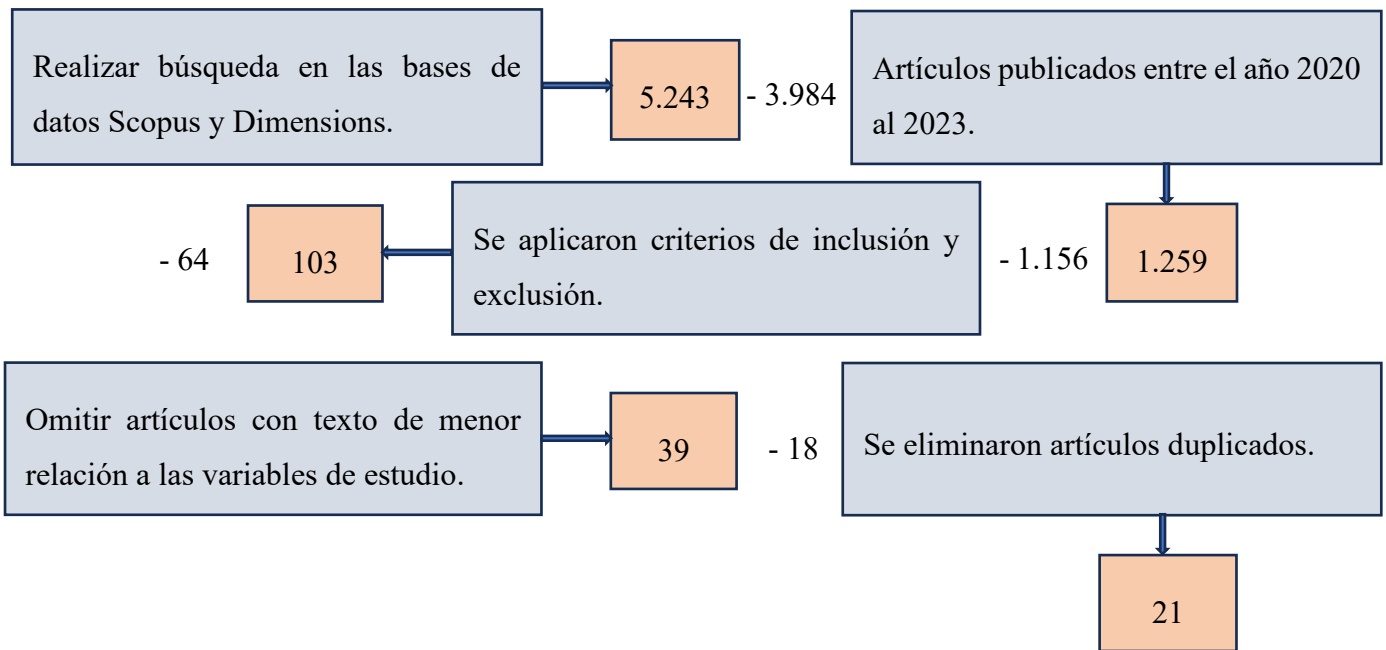 Realizar búsqueda en las bases de
datos Scopus y Dimensions.
5.243
- 3.984
Artículos publicados entre el año 2020
al 2023.
- 64
103
Se aplicaron criterios de inclusión y
exclusión.
- 1.156
1.259
Omitir artículos con texto de menor
relación a las variables de estudio.
39
- 18
Se eliminaron artículos duplicados.
21